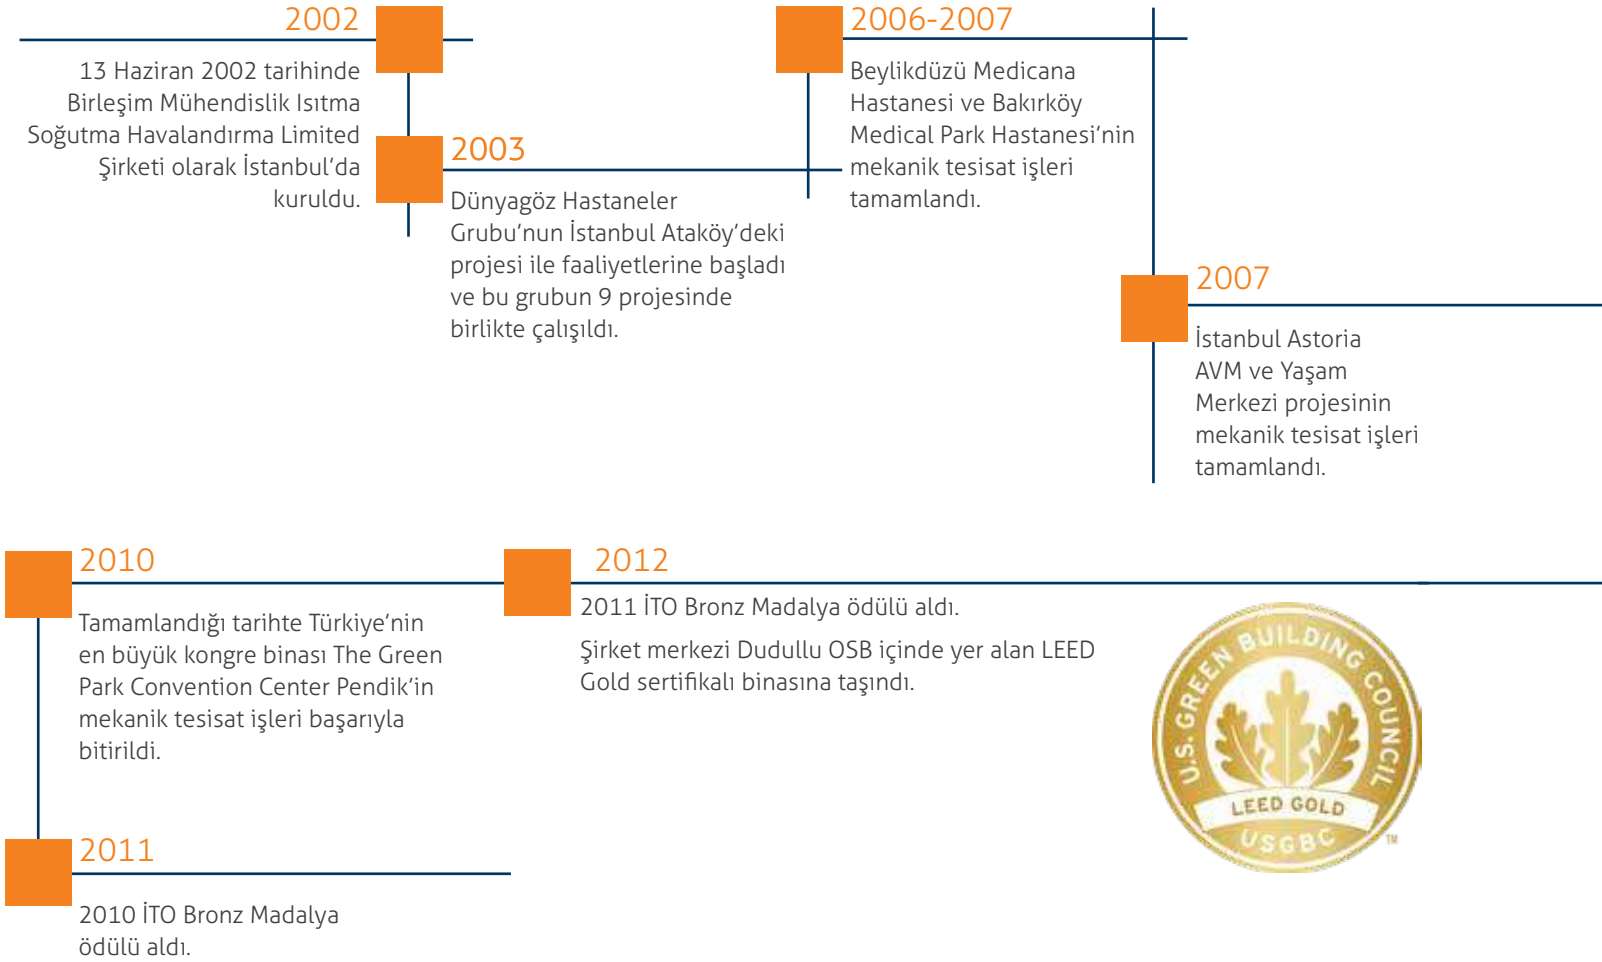 2002
13 Haziran 2002 tarihinde
Birleşim Mühendislik Isıtma
Soğutma Havalandırma Limited
Şirketi olarak İstanbul’da
kuruldu.
2003
Dünyagöz Hastaneler
Grubu’nun İstanbul Ataköy’deki
projesi ile faaliyetlerine başladı
ve bu grubun 9 projesinde
birlikte çalışıldı.
2006-2007
Beylikdüzü Medicana
Hastanesi ve Bakırköy
Medical Park Hastanesi’nin
mekanik tesisat işleri
tamamlandı.
2007
İstanbul Astoria
AVM ve Yaşam
Merkezi projesinin
mekanik tesisat işleri
tamamlandı.
2010
Tamamlandığı tarihte Türkiye’nin
en büyük kongre binası The Green
Park Convention Center Pendik’in
mekanik tesisat işleri başarıyla
bitirildi.
2011
2010 İTO Bronz Madalya
ödülü aldı.
2012
2011 İTO Bronz Madalya ödülü aldı.
Şirket merkezi Dudullu OSB içinde yer alan LEED
Gold sertifikalı binasına taşındı.
U.S. GREEN BUILDING COUNCIL
LEED GOLD
USGBC
TM